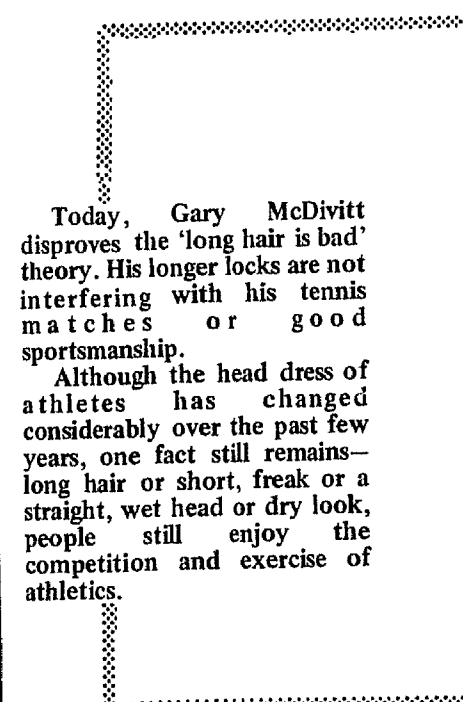 Today, Gary McDivitt
disproves the ‘long hair is bad’
theory. His longer locks are not
interfering with his tennis
matches or good
sportsmanship.
Although the head dress of
athletes has changed
considerably over the past few
years, one fact still remains—
long hair or short, freak or a
straight, wet head or dry look,
people still enjoy the
competition and exercise of
athletics.